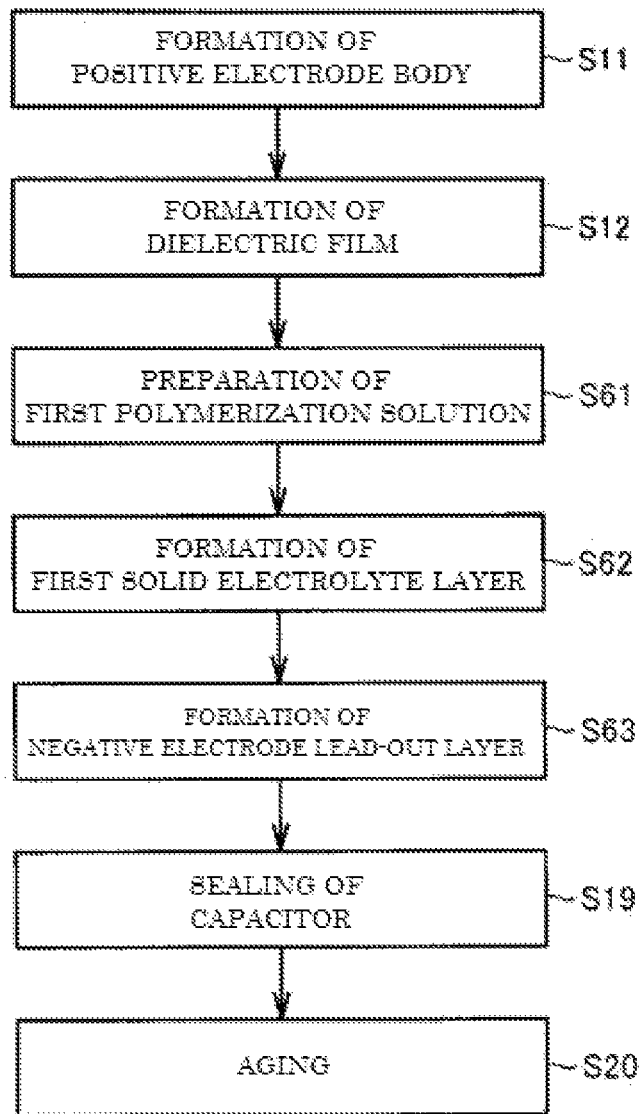 FORMATION OF
POSITIVE ELECTRODE BODY
S11
FORMATION OF
DIELECTRIC FILM
S12
PREPARATION OF
FIRST POLYMERIZATION SOLUTION
S61
FORMATION OF
FIRST SOLID ELECTROLYTE LAYER
S62
FORMATION OF
NEGATIVE ELECTRODE LEAD-OUT LAYER
S63
SEALING OF
CAPACITOR
S19
AGING
S20